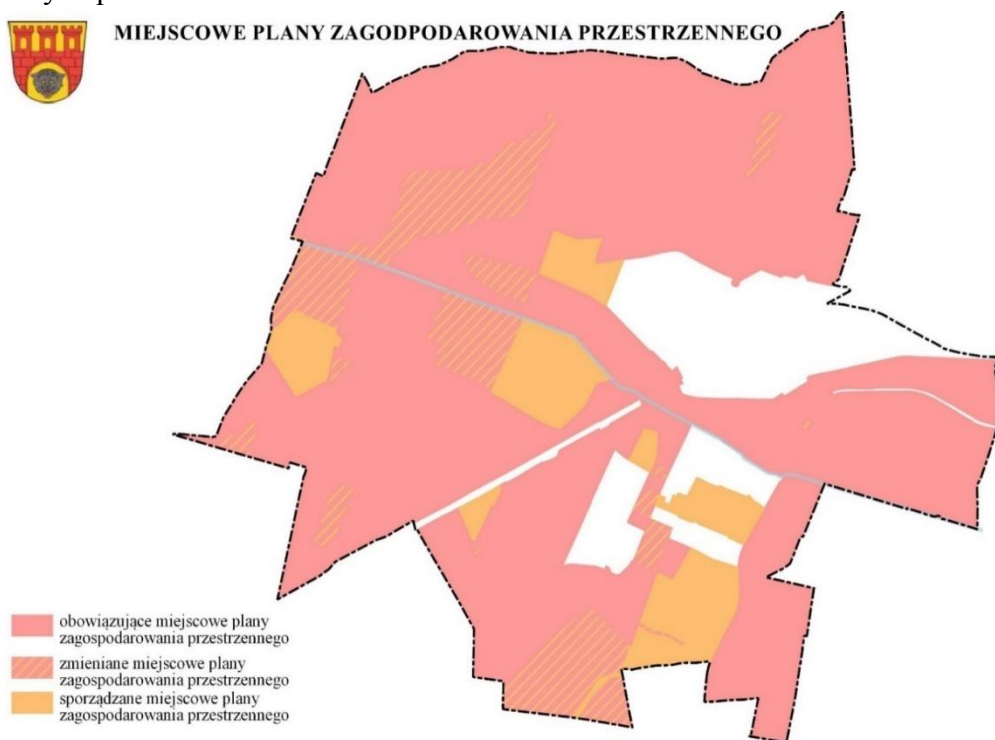 MIEJSCOWE PLANY ZAGODPODAROWANIA PRZESTRZENNEGO
obowiązujące miejscowe plany
zagospodarowania przestrzennego
zmieniane miejscowe plany
zagospodarowania przestrzennego
sporządzane miejscowe plany
zagospodarowania przestrzennego